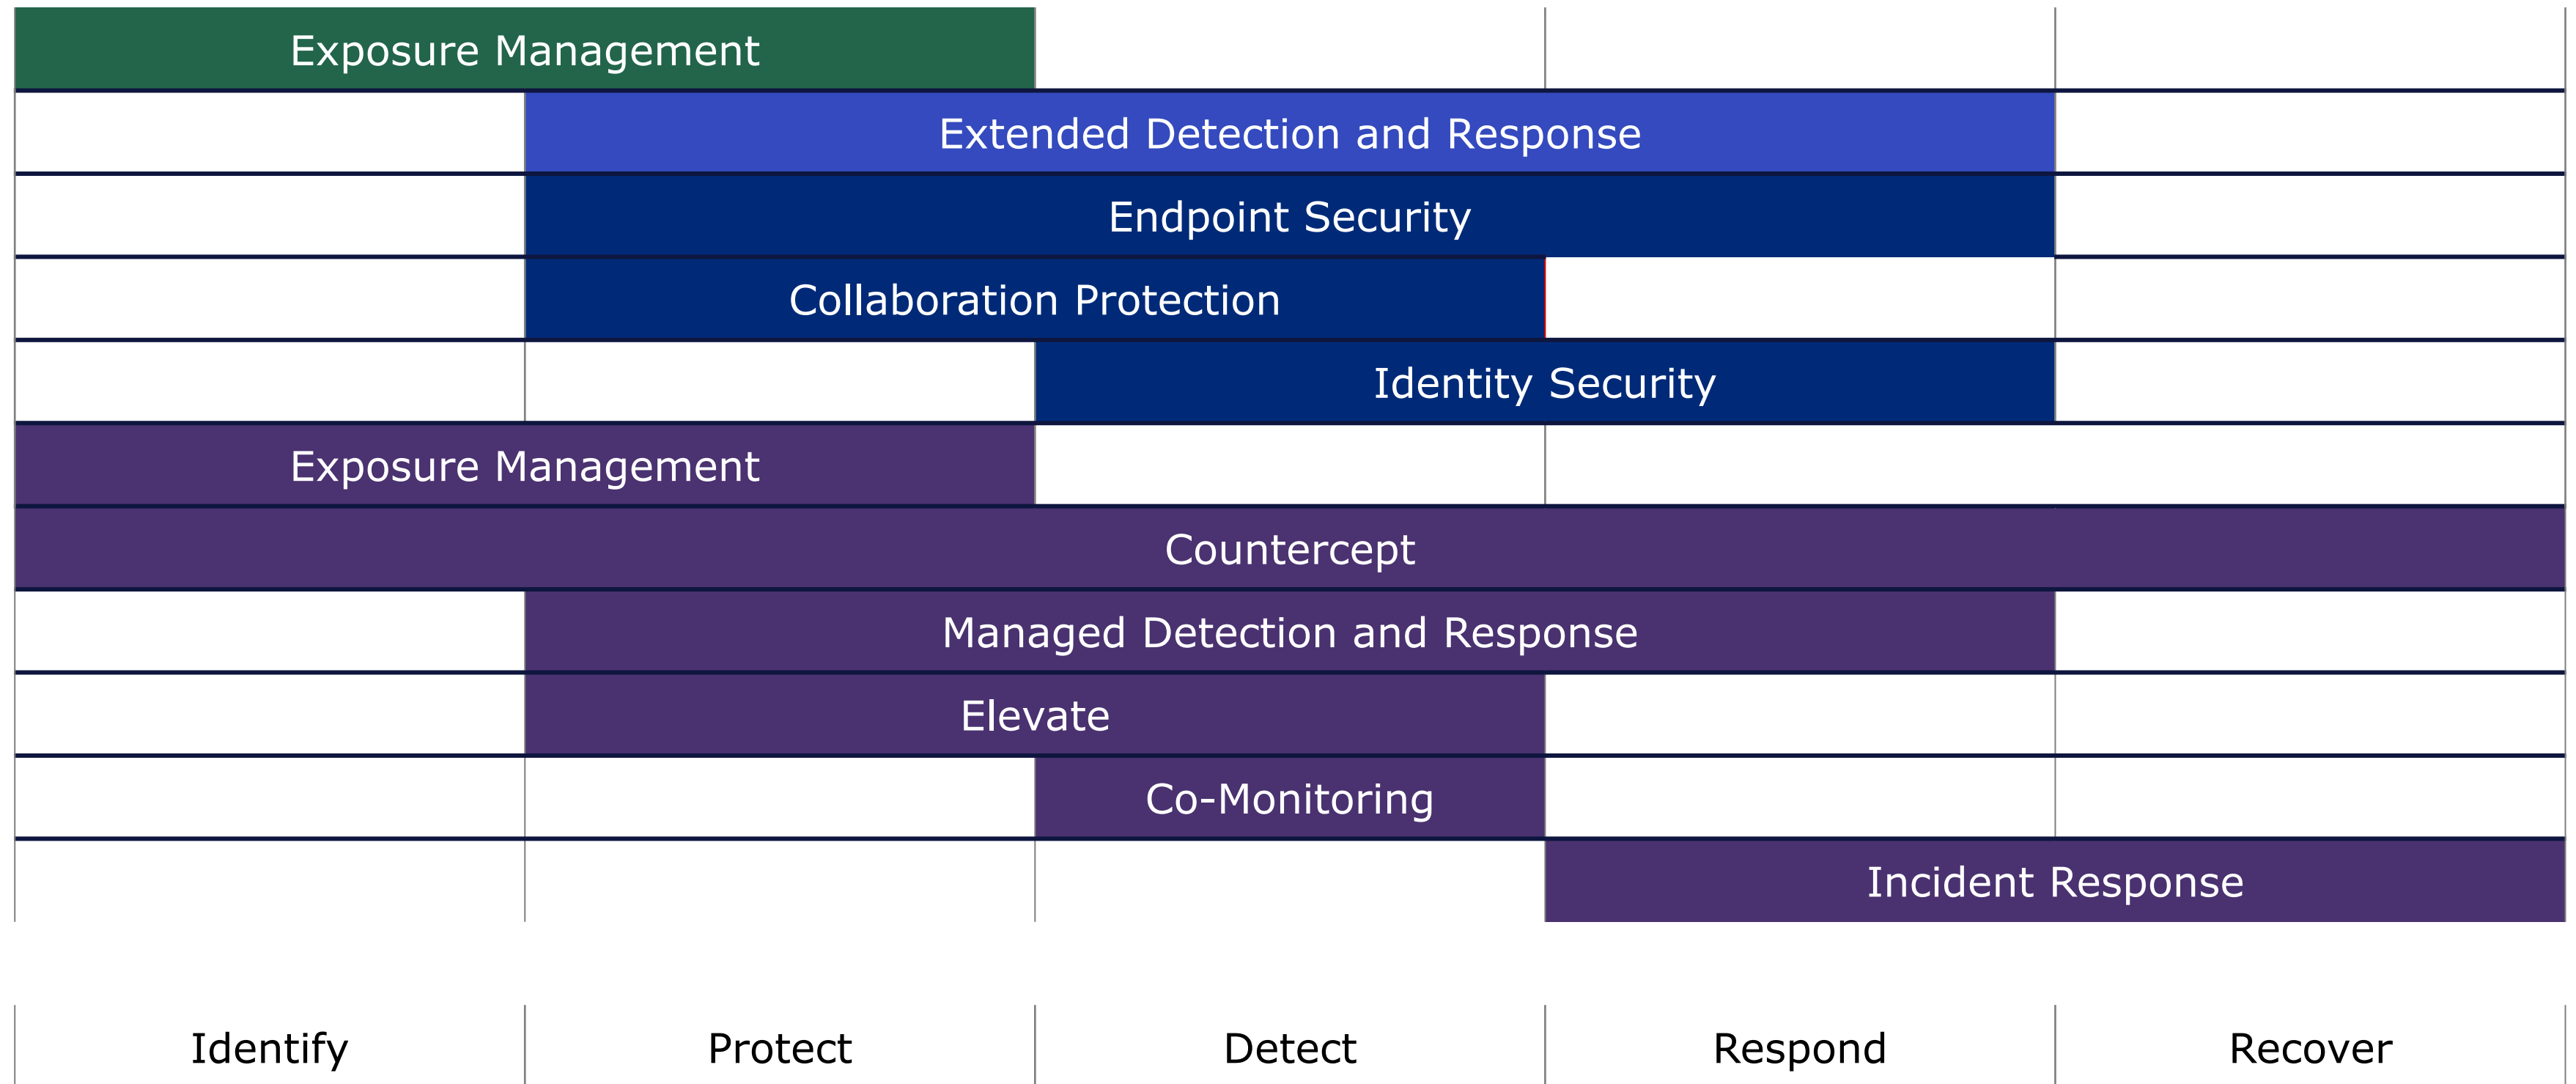 Exposure Management
Extended Detection and Response
Endpoint Security
Collaboration Protection
Identity Security
Exposure Management
Countercept
Managed Detection and Response
Elevate
Co-Monitoring
Incident Response
Identify Protect Detect Respond Recover